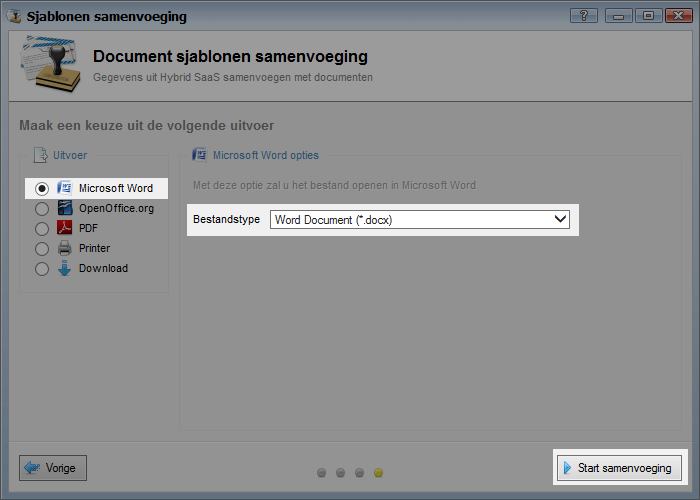 Sjablonen samenvoeging
?
Document sjablonen samenvoeging
Gegevens uit Hybrid SaaS samenvoegen met documenten
Maak een keuze uit de volgende uitvoer
Uitvoer
Microsoft Word
OpenOffice.org
PDF
Printer
Download
Microsoft Word opties
Met deze optie zal u het bestand openen in Microsoft Word
Bestandstype Word Document (*.docx)
Vorige
Start samenvoeging